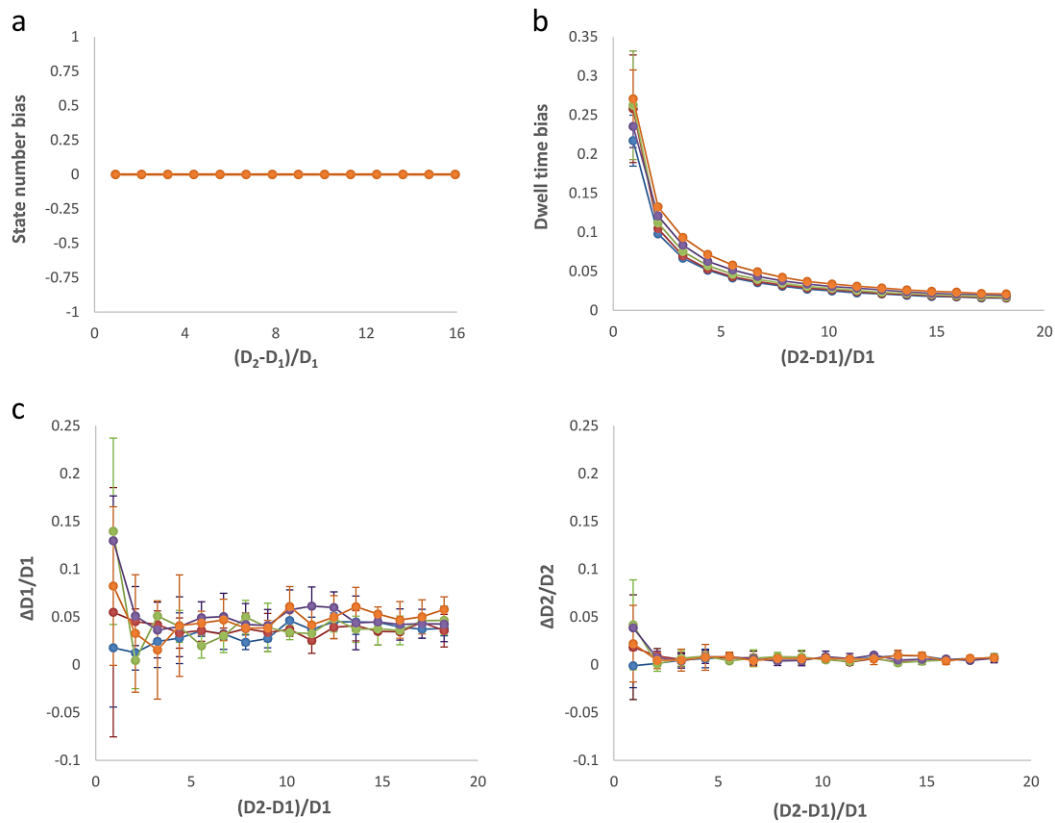 a
State number bias
1
0.75
0.5
0.25
0
-0.25
-0.5
-0.75
-1
0 4 8 12 16
(D₂-D₁)/D₁
b
Dwell time bias
0.35
0.3
0.25
0.2
0.15
0.1
0.05
0
0 5 10 15 20
(D2-D1)/D1
c
ΔD1/D1
0.25
0.2
0.15
0.1
0.05
0
-0.05
-0.1
0 5 10 15 20
(D2-D1)/D1
ΔD2/D2
0.25
0.2
0.15
0.1
0.05
0
-0.05
-0.1
0 5 10 15 20
(D2-D1)/D1